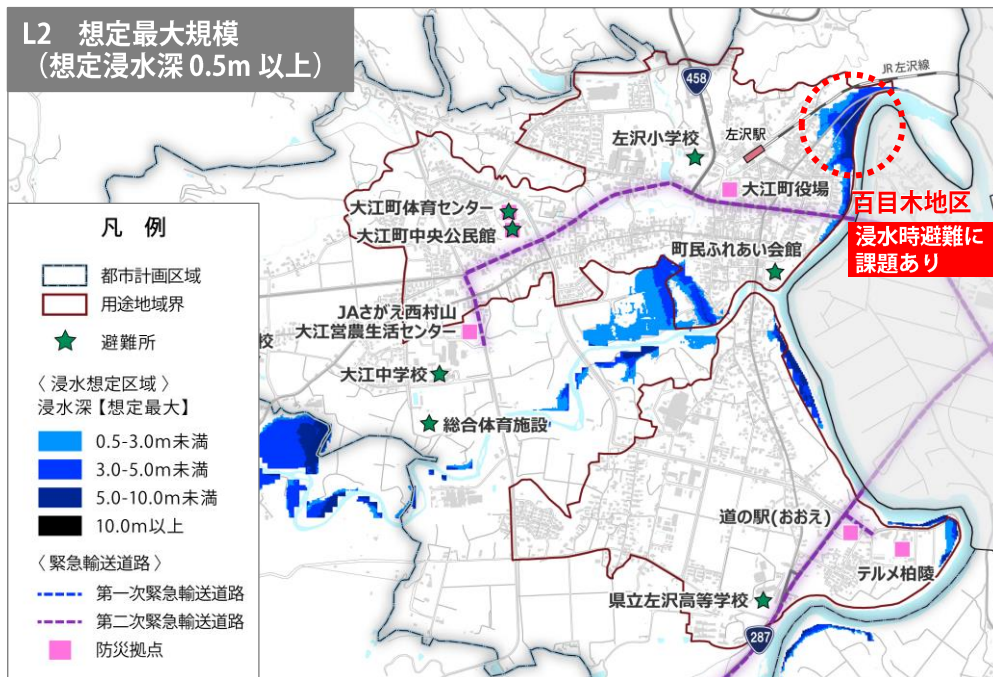 L2 想定最大規模
（想定浸水深 0.5m 以上）
458
JR 左沢線
左沢駅
左沢小学校
大江町役場
百目木地区
浸水時避難に
課題あり
大江町体育センター
大江町中央公民館
町民ふれあい会館
JAさがえ西村山
大江営農生活センター
校
大江中学校
総合体育施設
道の駅(おおえ)
テルメ柏陵
県立左沢高等学校
287
凡 例
都市計画区域
用途地域界
避難所
〈 浸水想定区域 〉
浸水深【想定最大】
0.5-3.0m未満
3.0-5.0m未満
5.0-10.0m未満
10.0m以上
〈 緊急輸送道路 〉
第一次緊急輸送道路
第二次緊急輸送道路
防災拠点